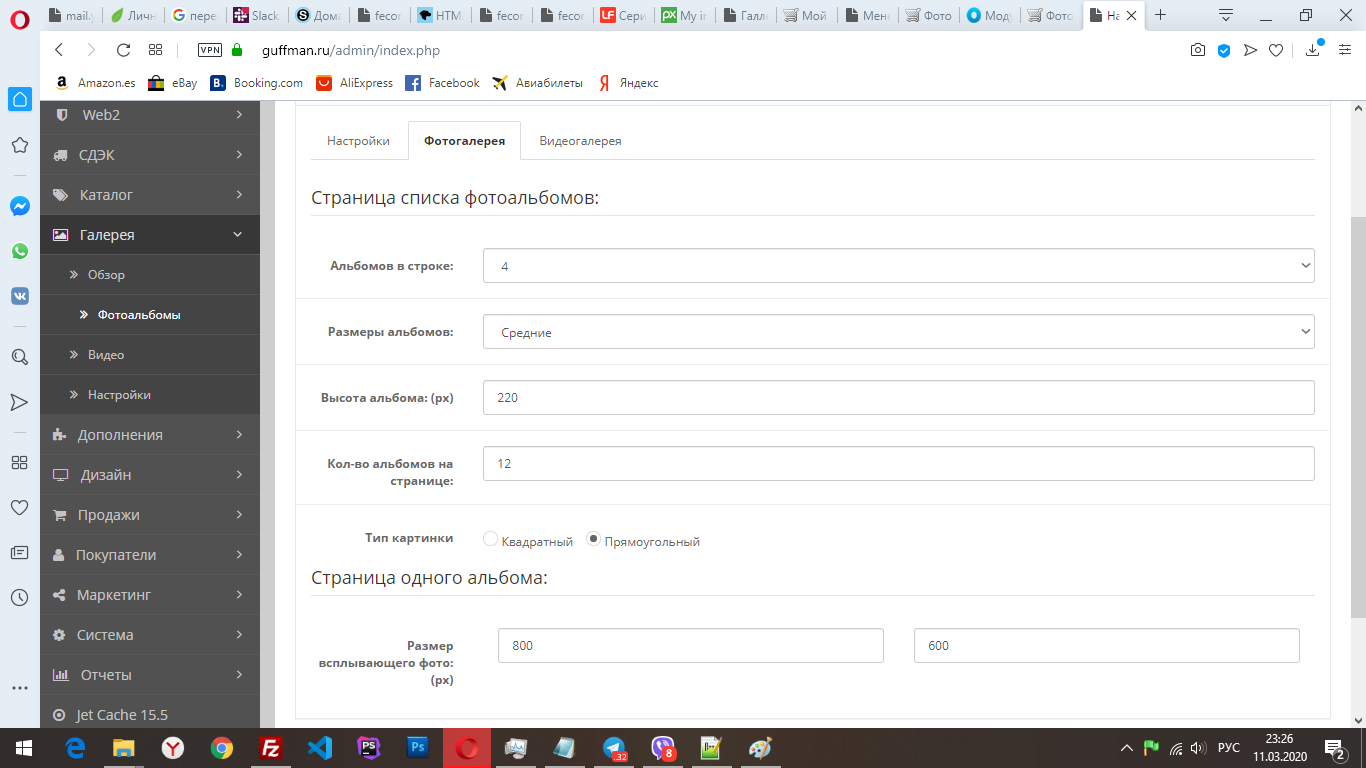 mail.
Личн
пере
Slack
Дома
fecor
HTM
fecor
fecor
Сери
My ir
Галл
Мой
Мене
Фото
Моду
Фото
На
VPN
guffman.ru/admin/index.php
Amazon.es
eBay
Booking.com
AliExpress
Facebook
Авиабилеты
Яндекс
Web2
СДЭК
Каталог
Галерея
Обзор
Фотоальбомы
Видео
Настройки
Дополнения
Дизайн
Продажи
Покупатели
Маркетинг
Система
Отчеты
Jet Cache 15.5
Настройки
Фотогалерея
Видеогалерея
Страница списка фотоальбомов:
Альбомов в строке:
4
Размеры альбомов:
Средние
Высота альбома: (px)
220
Кол-во альбомов на
странице:
12
Тип картинки
Квадратный
Прямоугольный
Страница одного альбома:
Размер
всплывающего фото:
(px)
800
600
.32
8
РУС
23:26
11.03.2020
2